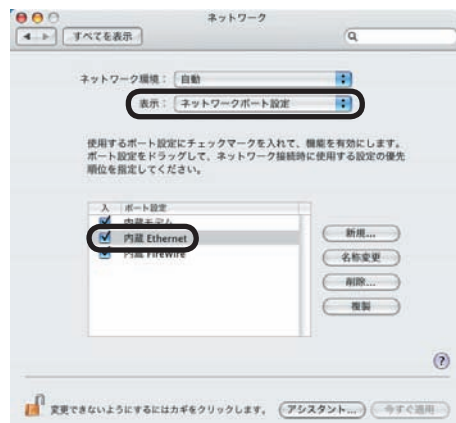 ネットワーク
すべてを表示
ネットワーク環境： 自動
表示： ネットワークポート設定
使用するポート設定にチェックマークを入れて、機能を有効にします。
ポート設定をドラッグして、ネットワーク接続時に使用する設定の優先
順位を指定してください。
入 ポート設定
内蔵モデム
内蔵 Ethernet
内蔵 FireWire
新規...
名称変更
削除...
複製
?
変更できないようにするにはカギをクリックします。
アシスタント...
今すぐ適用